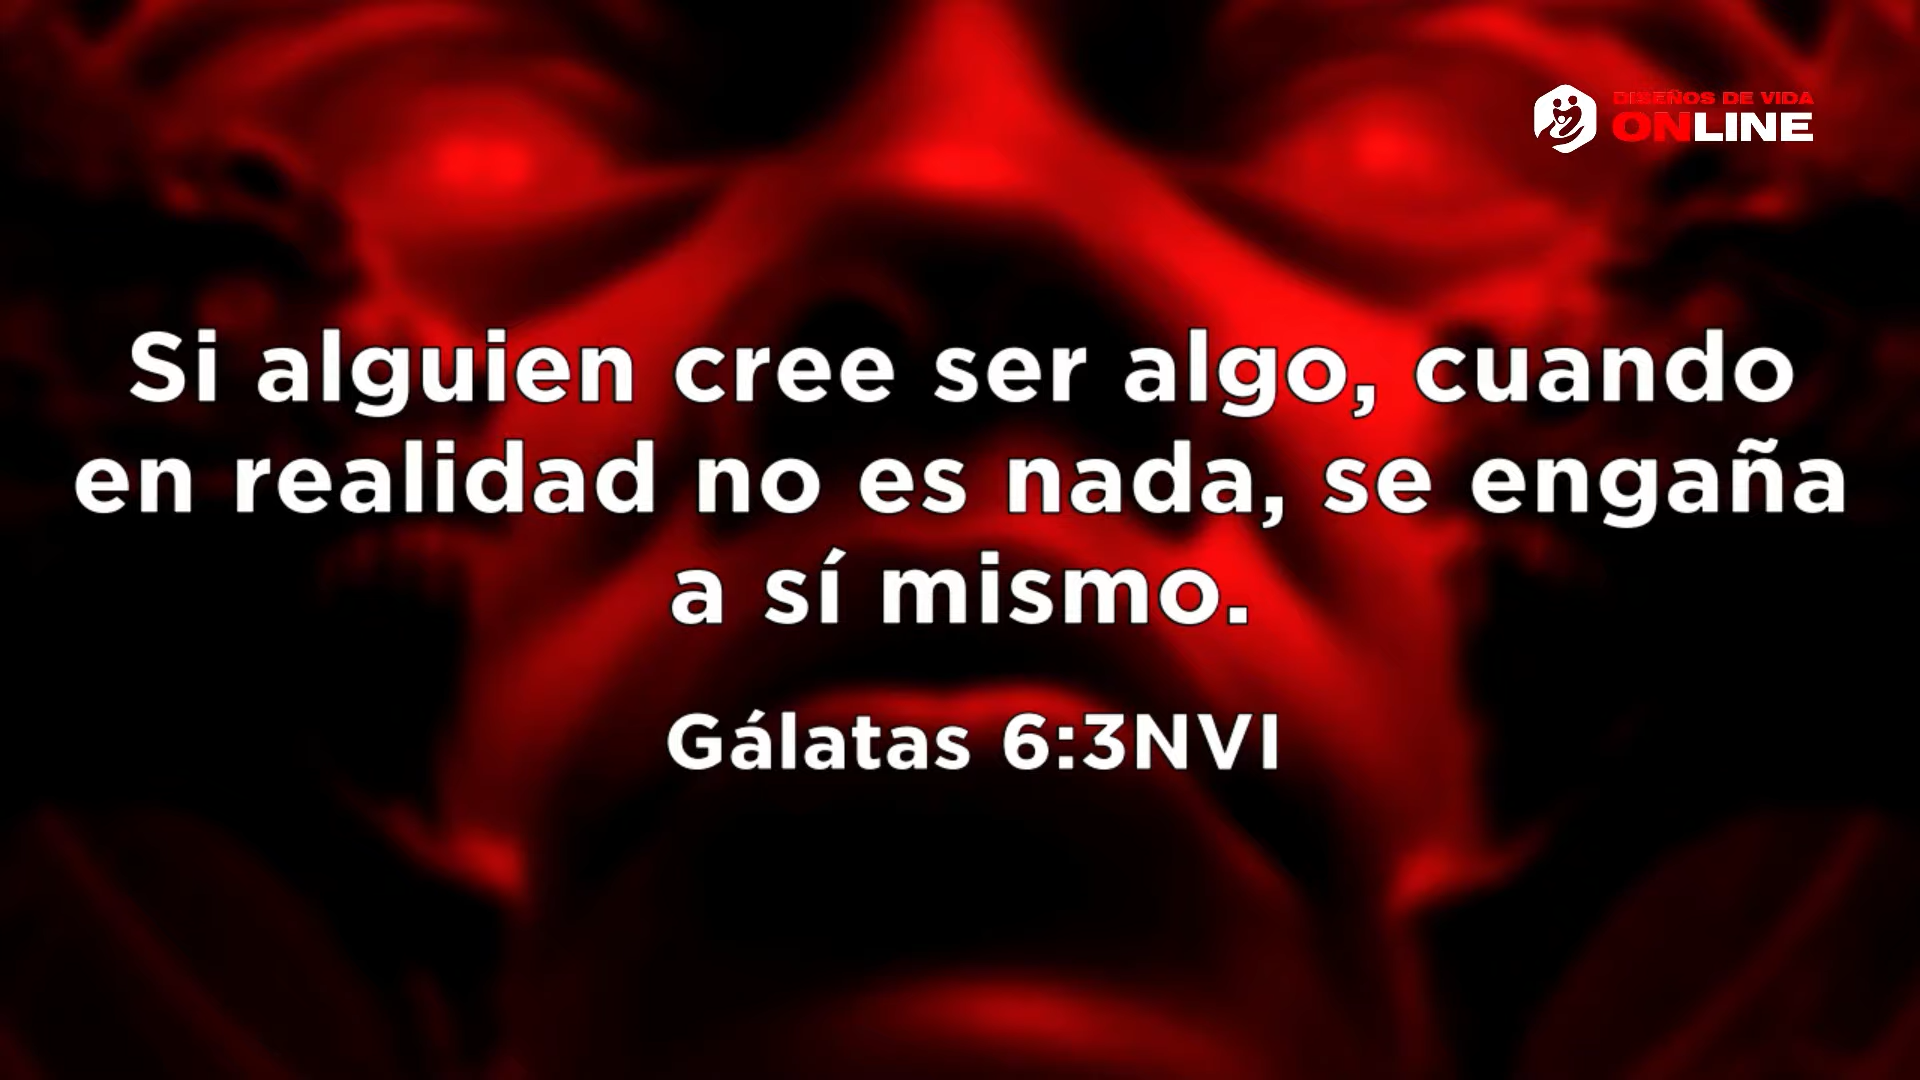 DISEÑOS DE VIDA
ONLINE
Si alguien cree ser algo, cuando
en realidad no es nada, se engaña
a sí mismo.
Gálatas 6:3NVI